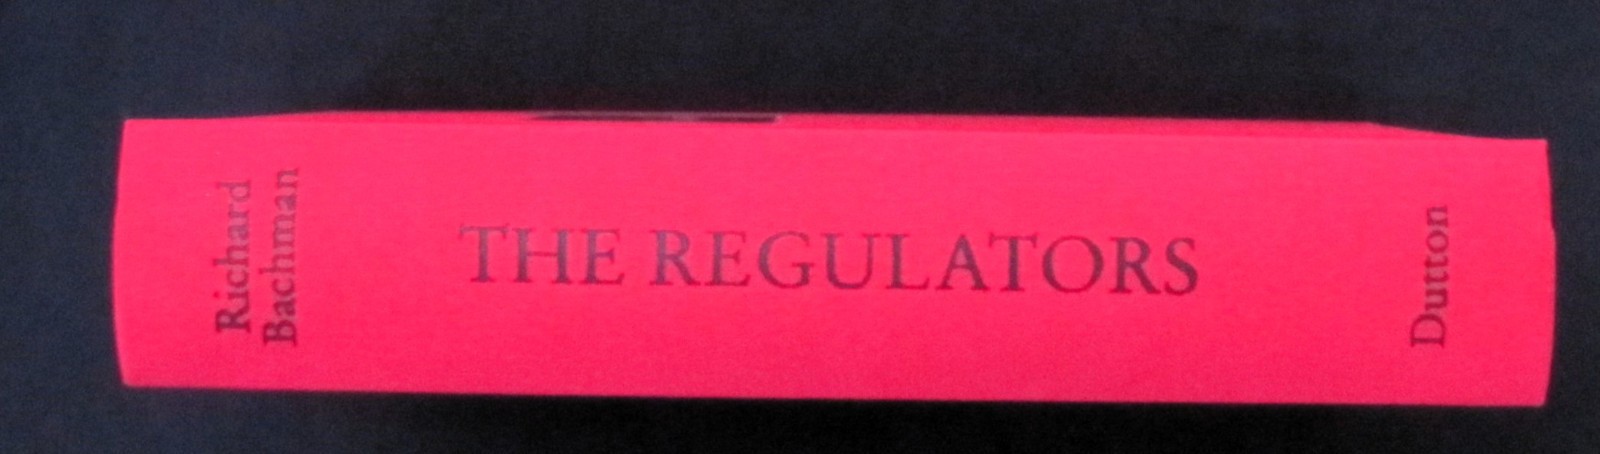 Richard
Bachman
THE REGULATORS
Dutton